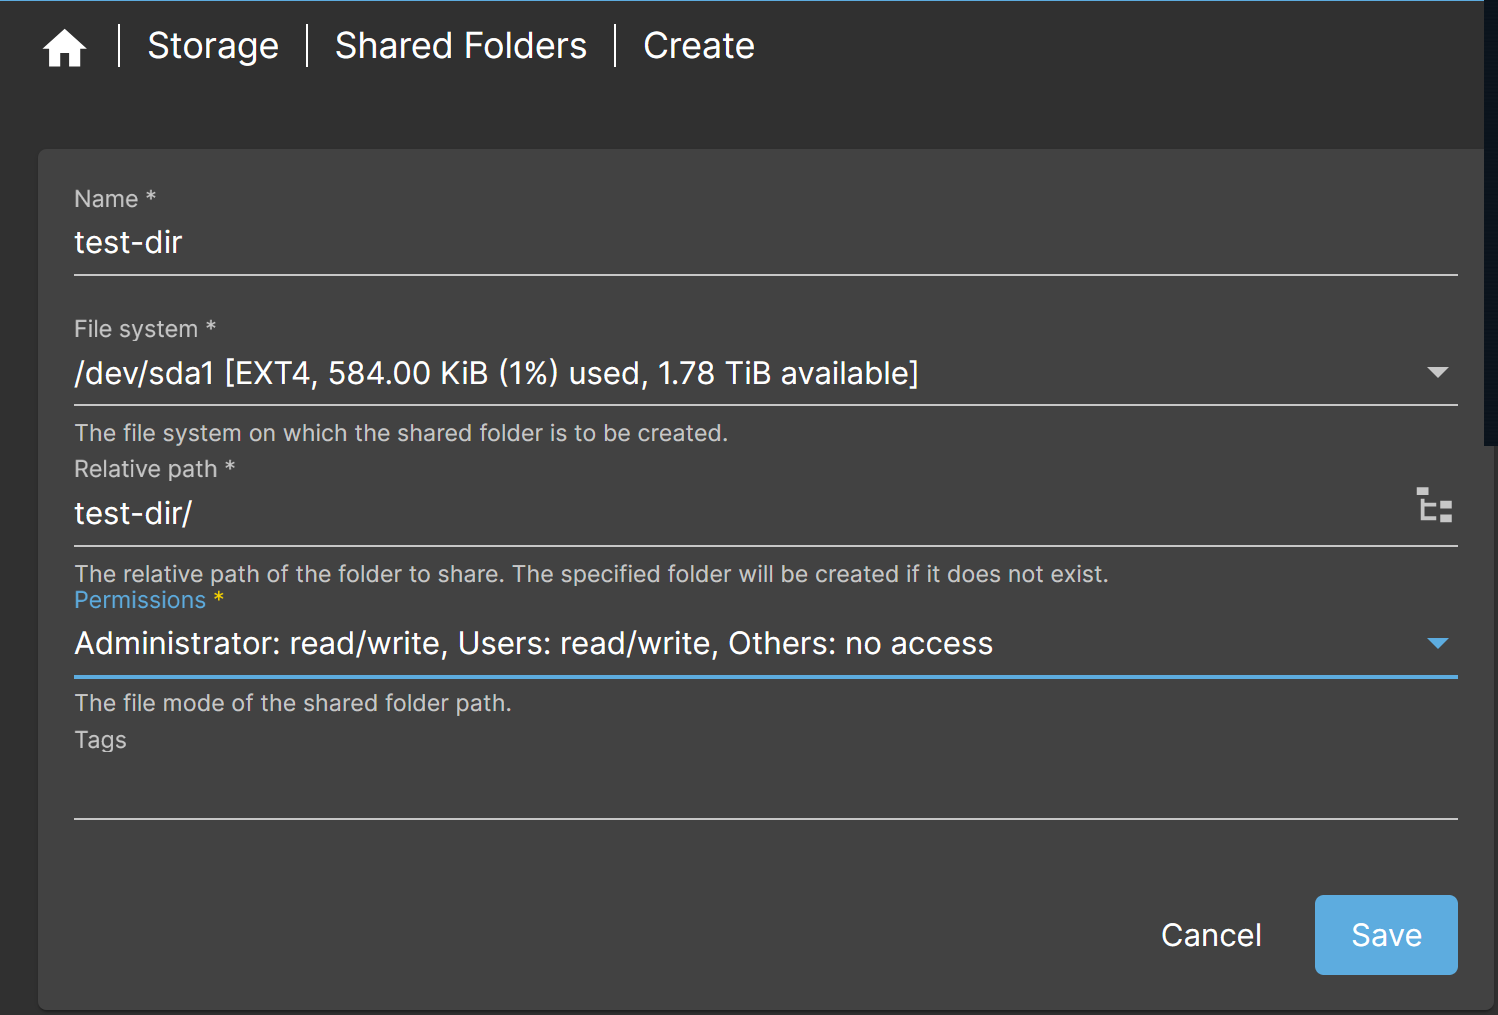 Storage | Shared Folders | Create
Name *
test-dir
File system *
/dev/sda1 [EXT4, 584.00 KiB (1%) used, 1.78 TiB available]
The file system on which the shared folder is to be created.
Relative path *
test-dir/
The relative path of the folder to share. The specified folder will be created if it does not exist.
Permissions *
Administrator: read/write, Users: read/write, Others: no access
The file mode of the shared folder path.
Tags
Cancel Save